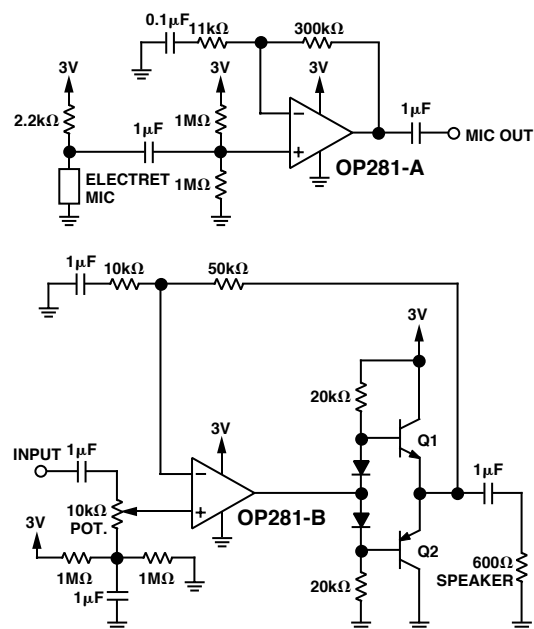 0.1μF
11kΩ
300kΩ
3V
3V
3V
2.2kΩ
1MΩ
1μF
1μF
MIC OUT
ELECTRET
MIC
1MΩ
OP281-A
1μF
10kΩ
50kΩ
3V
20kΩ
Q1
3V
INPUT
1μF
1μF
10kΩ
POT.
OP281-B
3V
1MΩ
1MΩ
1μF
Q2
20kΩ
600Ω
SPEAKER